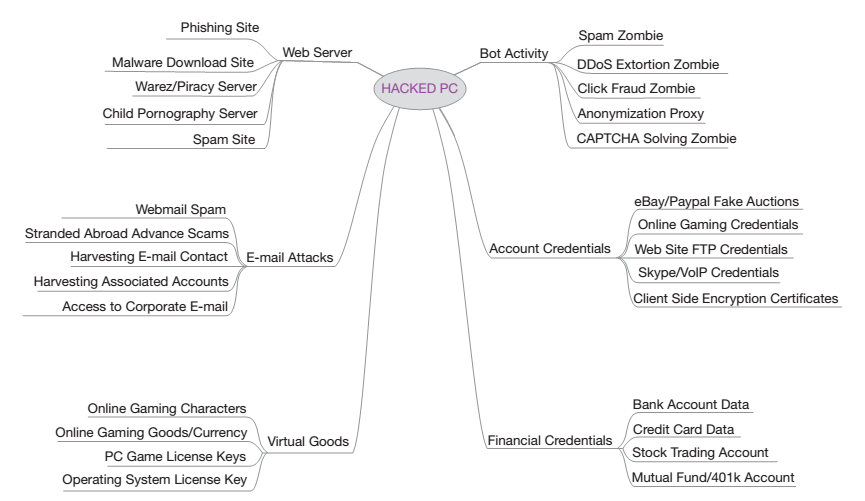 HACKED PC
Web Server
Phishing Site
Malware Download Site
Warez/Piracy Server
Child Pornography Server
Spam Site
Bot Activity
Spam Zombie
DDoS Extortion Zombie
Click Fraud Zombie
Anonymization Proxy
CAPTCHA Solving Zombie
E-mail Attacks
Webmail Spam
Stranded Abroad Advance Scams
Harvesting E-mail Contact
Harvesting Associated Accounts
Access to Corporate E-mail
Account Credentials
eBay/Paypal Fake Auctions
Online Gaming Credentials
Web Site FTP Credentials
Skype/VoIP Credentials
Client Side Encryption Certificates
Virtual Goods
Online Gaming Characters
Online Gaming Goods/Currency
PC Game License Keys
Operating System License Key
Financial Credentials
Bank Account Data
Credit Card Data
Stock Trading Account
Mutual Fund/401k Account